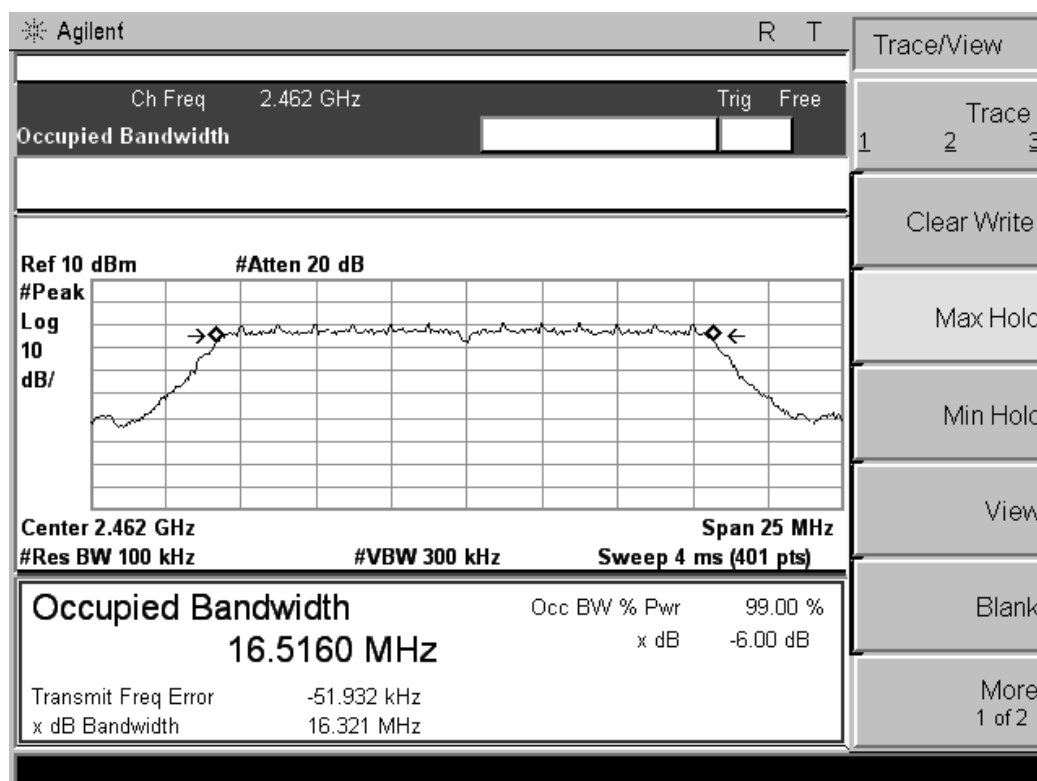 Agilent R T
Ch Freq 2.462 GHz Trig Free
Occupied Bandwidth
Ref 10 dBm #Atten 20 dB
#Peak
Log
10
dB/
Center 2.462 GHz Span 25 MHz
#Res BW 100 kHz #VBW 300 kHz Sweep 4 ms (401 pts)
Occupied Bandwidth Occ BW % Pwr 99.00 %
16.5160 MHz x dB -6.00 dB
Transmit Freq Error -51.932 kHz
x dB Bandwidth 16.321 MHz
Trace/View
Trace
1 2 3
Clear Write
Max Hold
Min Hold
View
Blank
More
1 of 2